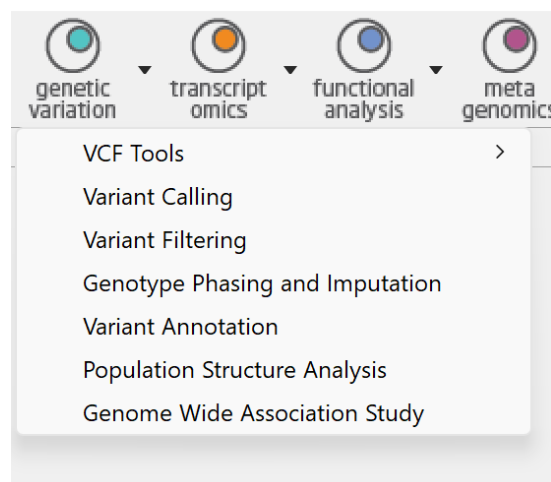 genetic
variation
transcript
omics
functional
analysis
meta
genomics
VCF Tools
Variant Calling
Variant Filtering
Genotype Phasing and Imputation
Variant Annotation
Population Structure Analysis
Genome Wide Association Study